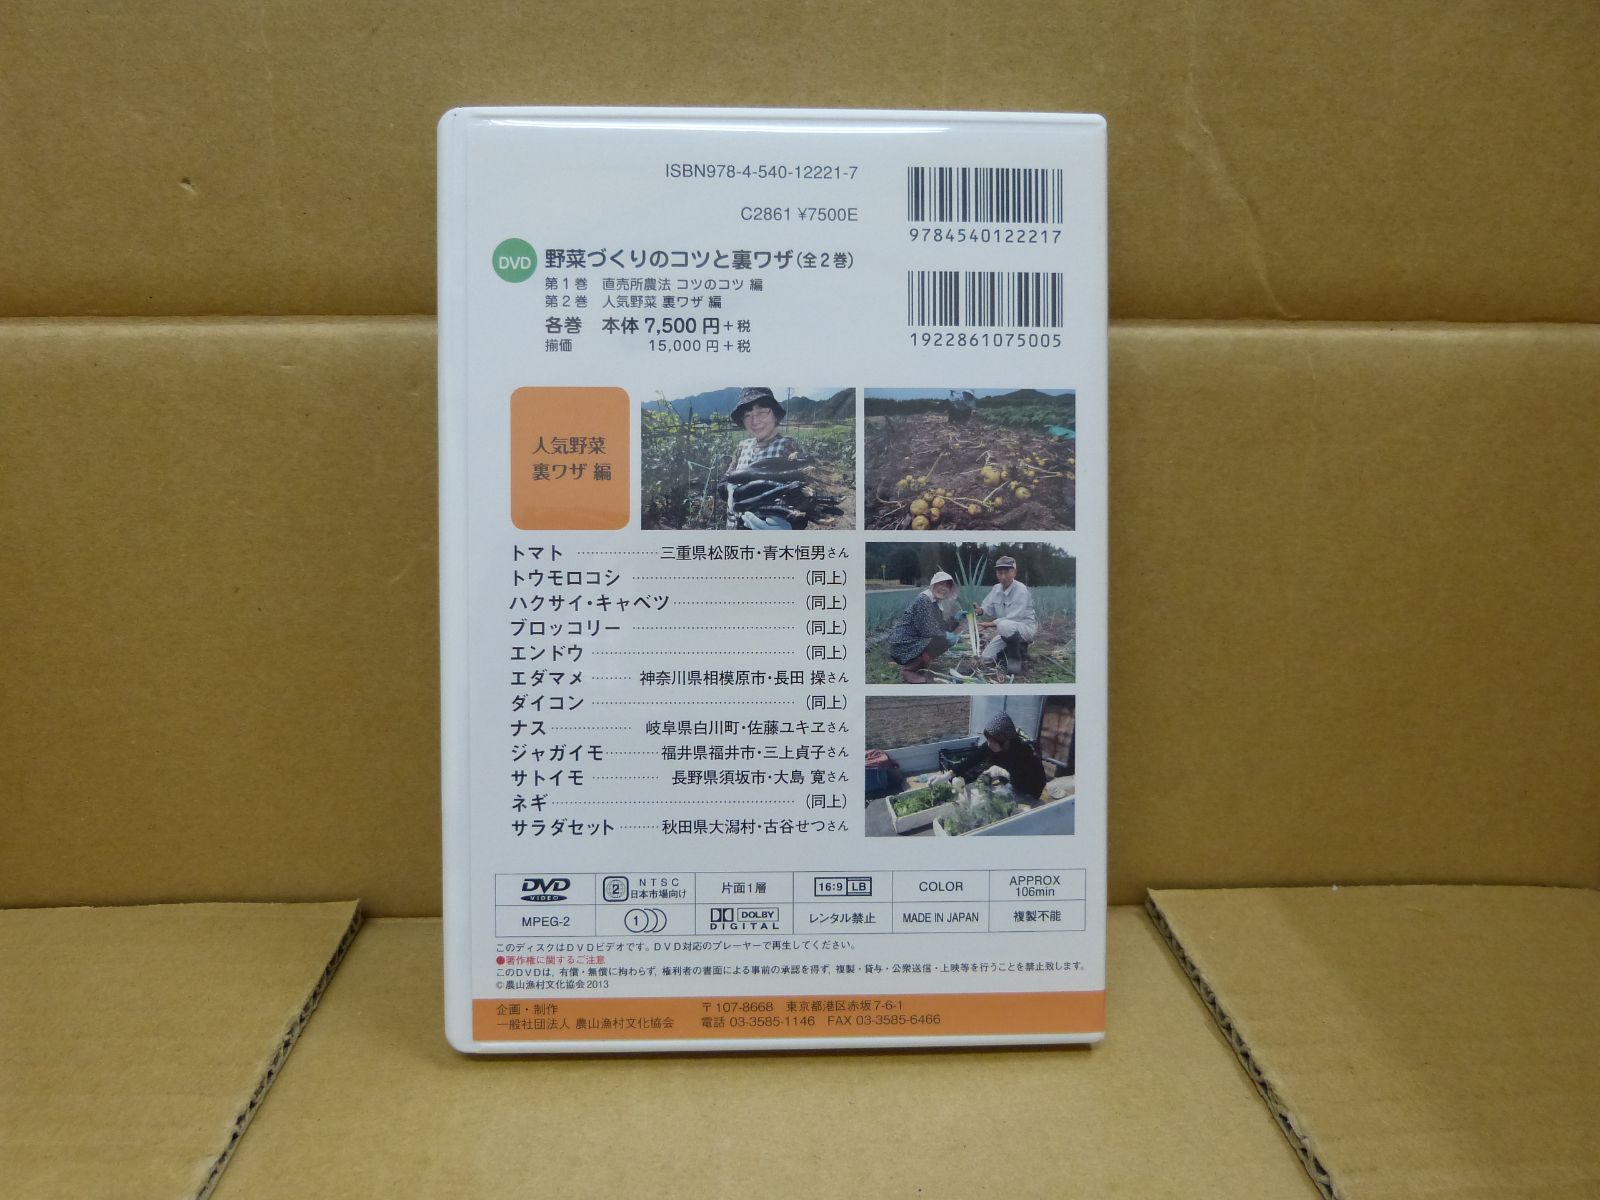 ISBN978-4-540-12221-7
C2861 ¥7500E
9784540122217
1922861075005
DVD 野菜づくりのコツと裏ワザ(全2巻)
第1巻 直売所農法 コツのコツ 編
第2巻 人気野菜 裏ワザ 編
各巻 本体 7,500 円+税
揃価 15,000 円+税
人気野菜
裏ワザ 編
トマト ………………三重県松阪市・青木恒男さん
トウモロコシ ……………………………(同上)
ハクサイ・キャベツ……………………(同上)
ブロッコリー ……………………………(同上)
エンドウ …………………………………(同上)
エダマメ ……… 神奈川県相模原市・長田 操さん
ダイコン …………………………………(同上)
ナス……………… 岐阜県白川町・佐藤ユキヱさん
ジャガイモ…………福井県福井市・三上貞子さん
サトイモ …………… 長野県須坂市・大島 寛さん
ネギ…………………………………………(同上)
サラダセット………秋田県大潟村・古谷せつさん
DVD VIDEO
2 NTSC 日本市場向け
片面1層
16:9 LB
COLOR
APPROX 106min
MPEG-2
1
DOLBY DIGITAL
レンタル禁止
MADE IN JAPAN
複製不能
このディスクはDVDビデオです。DVD対応のプレーヤーで再生してください。
●著作権に関するご注意
このDVDは、有償・無償に拘わらず、権利者の書面による事前の承認を得ず、複製・貸与・公衆送信・上映等を行うことを禁止致します。
©農山漁村文化協会2013
企画・制作
一般社団法人 農山漁村文化協会
〒107-8668 東京都港区赤坂7-6-1
電話 03-3585-1146 FAX 03-3585-6466